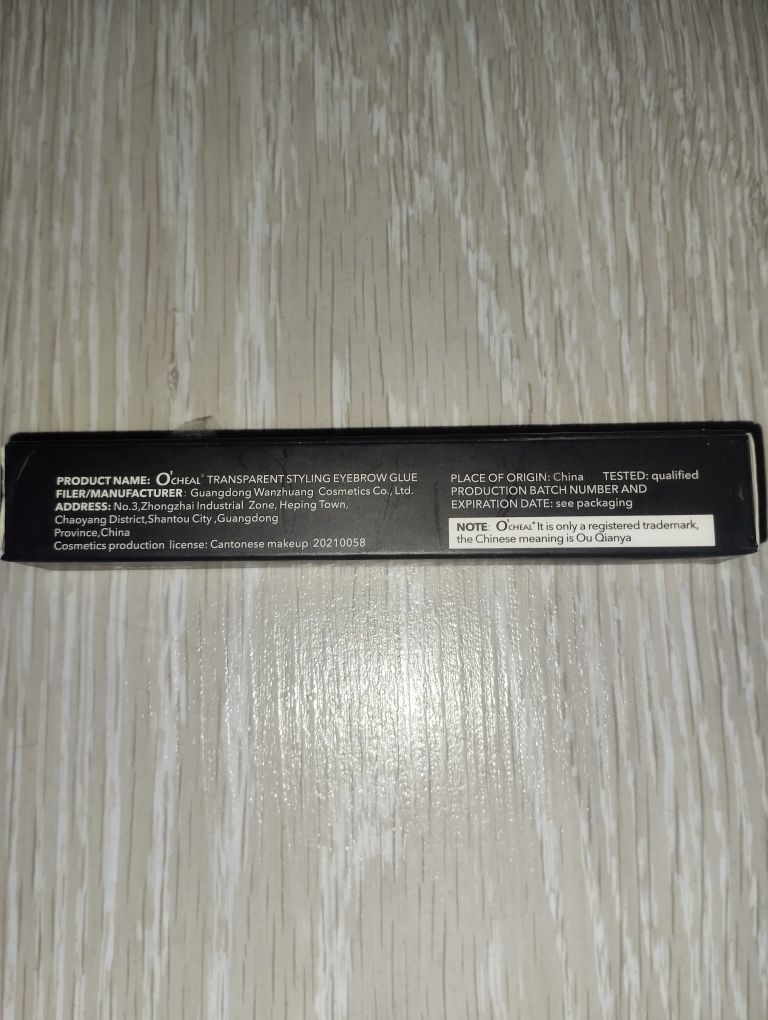 PRODUCT NAME: O'CHEAL® TRANSPARENT STYLING EYEBROW GLUE
FILER/MANUFACTURER: Guangdong Wanzhuang Cosmetics Co., Ltd.
ADDRESS: No.3,Zhongzhai Industrial Zone, Heping Town,
Chaoyang District,Shantou City ,Guangdong
Province,China
Cosmetics production license: Cantonese makeup 20210058
PLACE OF ORIGIN: China TESTED: qualified
PRODUCTION BATCH NUMBER AND
EXPIRATION DATE: see packaging
NOTE: O'CHEAL® It is only a registered trademark,
the Chinese meaning is Ou Qianya